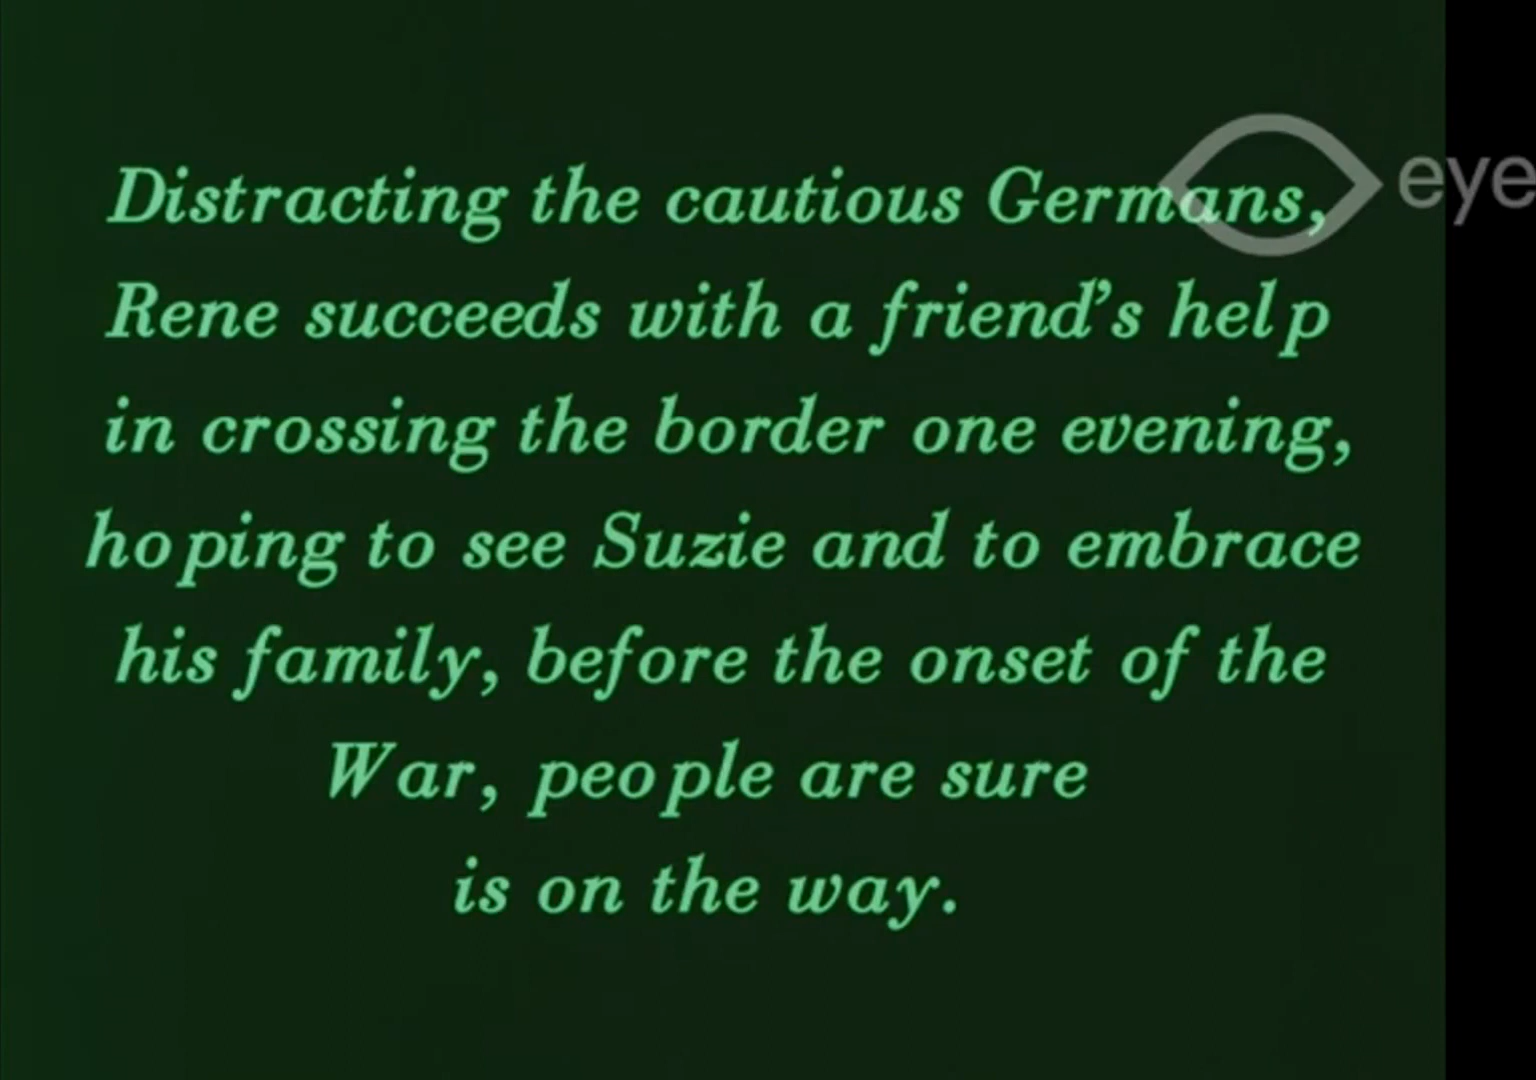 Distracting the cautious Germans,
Rene succeeds with a friend's help
in crossing the border one evening,
hoping to see Suzie and to embrace
his family, before the onset of the
War, people are sure
is on the way.
eye